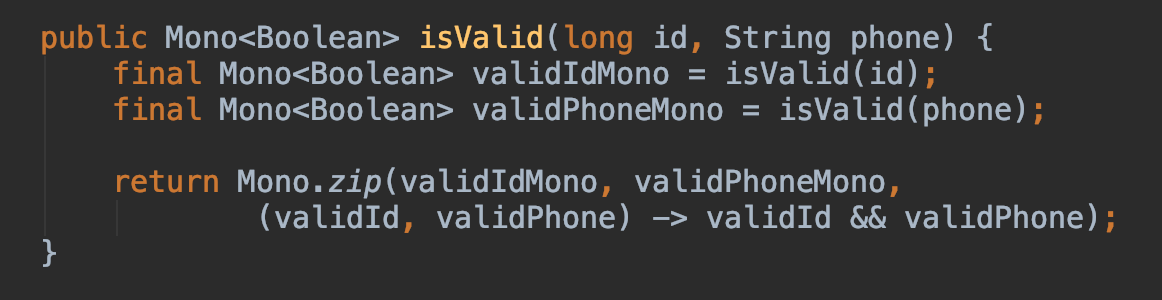 public Mono<Boolean> isValid(long id, String phone) {
    final Mono<Boolean> validIdMono = isValid(id);
    final Mono<Boolean> validPhoneMono = isValid(phone);

    return Mono.zip(validIdMono, validPhoneMono,
            (validId, validPhone) -> validId && validPhone);
}